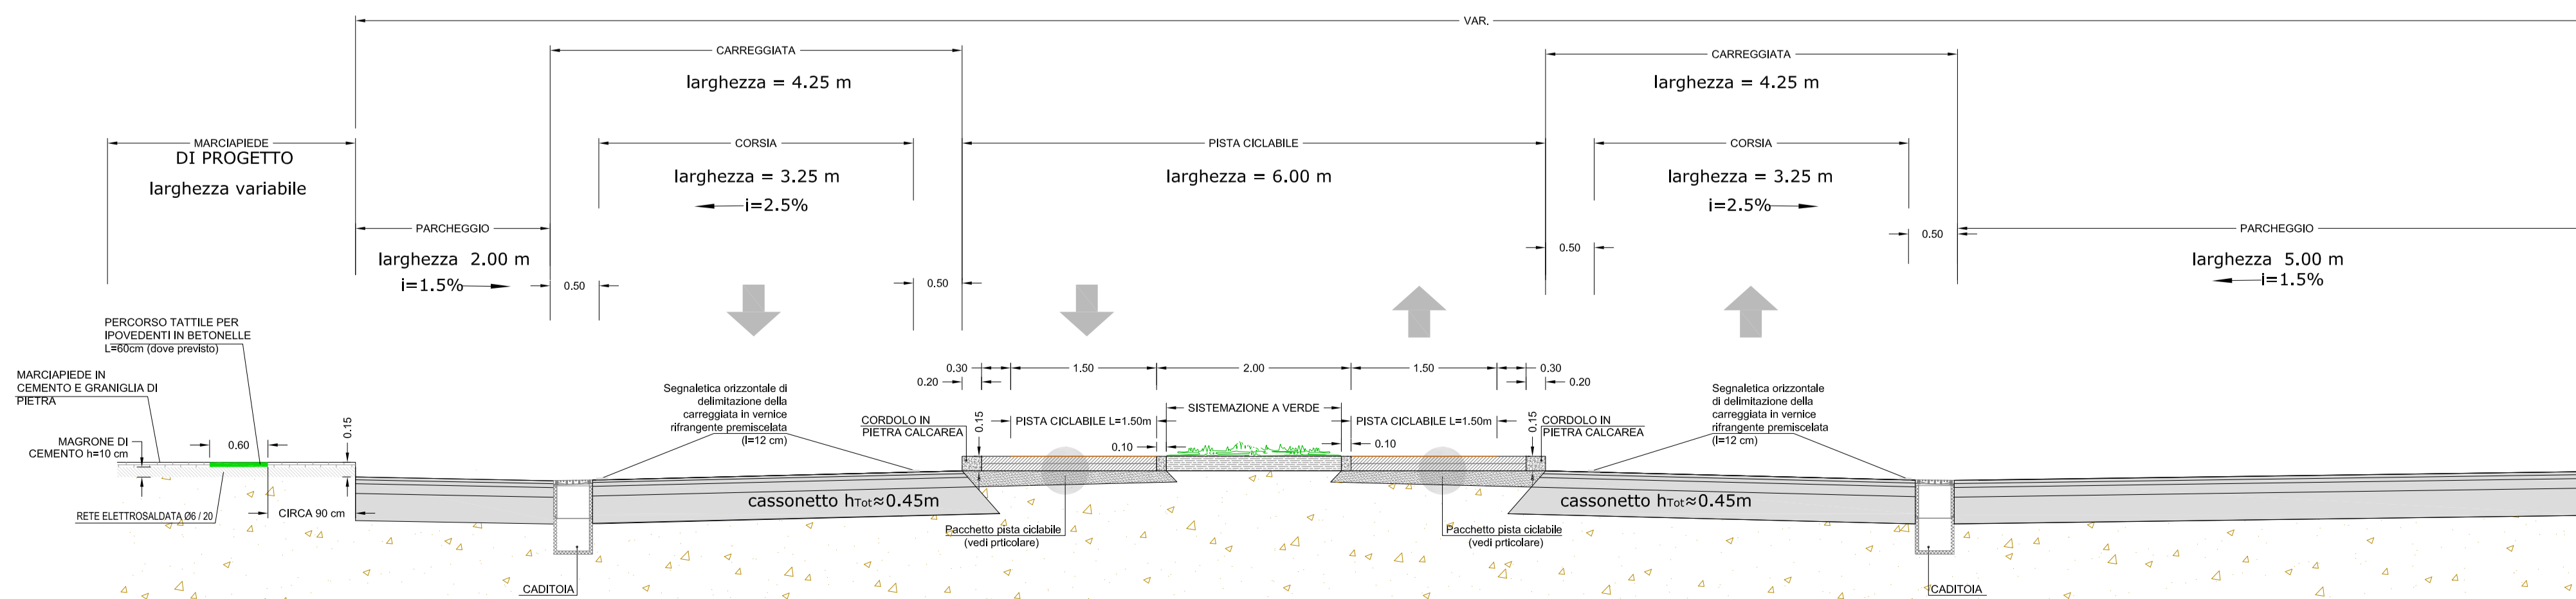 VAR.
CARREGGIATA
larghezza = 4.25 m
CARREGGIATA
larghezza = 4.25 m
MARCIAPIEDE
DI PROGETTO
larghezza variabile
CORSIA
larghezza = 3.25 m
i=2.5%
PISTA CICLABILE
larghezza = 6.00 m
CORSIA
larghezza = 3.25 m
i=2.5%
PARCHEGGIO
larghezza 2.00 m
i=1.5%
0.50
0.50
0.50
0.50
PARCHEGGIO
larghezza 5.00 m
i=1.5%
PERCORSO TATTILE PER
IPOVEDENTI IN BETONELLE
L=60cm (dove previsto)
MARCIAPIEDE IN
CEMENTO E GRANIGLIA DI
PIETRA
MAGRONE DI
CEMENTO h=10 cm
0.60
0.15
RETE ELETTROSALDATA Ø6 / 20
CIRCA 90 cm
Segnaletica orizzontale di
delimitazione della
carreggiata in vernice
rifrangente premiscelata
(l=12 cm)
0.30
0.20
1.50
2.00
1.50
0.30
0.20
CORDOLO IN
PIETRA CALCAREA
0.15
PISTA CICLABILE L=1.50m
SISTEMAZIONE A VERDE
PISTA CICLABILE L=1.50m
0.10
0.10
0.15
CORDOLO IN
PIETRA CALCAREA
Segnaletica orizzontale
di delimitazione della
carreggiata in vernice
rifrangente premiscelata
(l=12 cm)
cassonetto hTot≈0.45m
cassonetto hTot≈0.45m
Pacchetto pista ciclabile
(vedi prticolare)
Pacchetto pista ciclabile
(vedi prticolare)
CADITOIA
CADITOIA